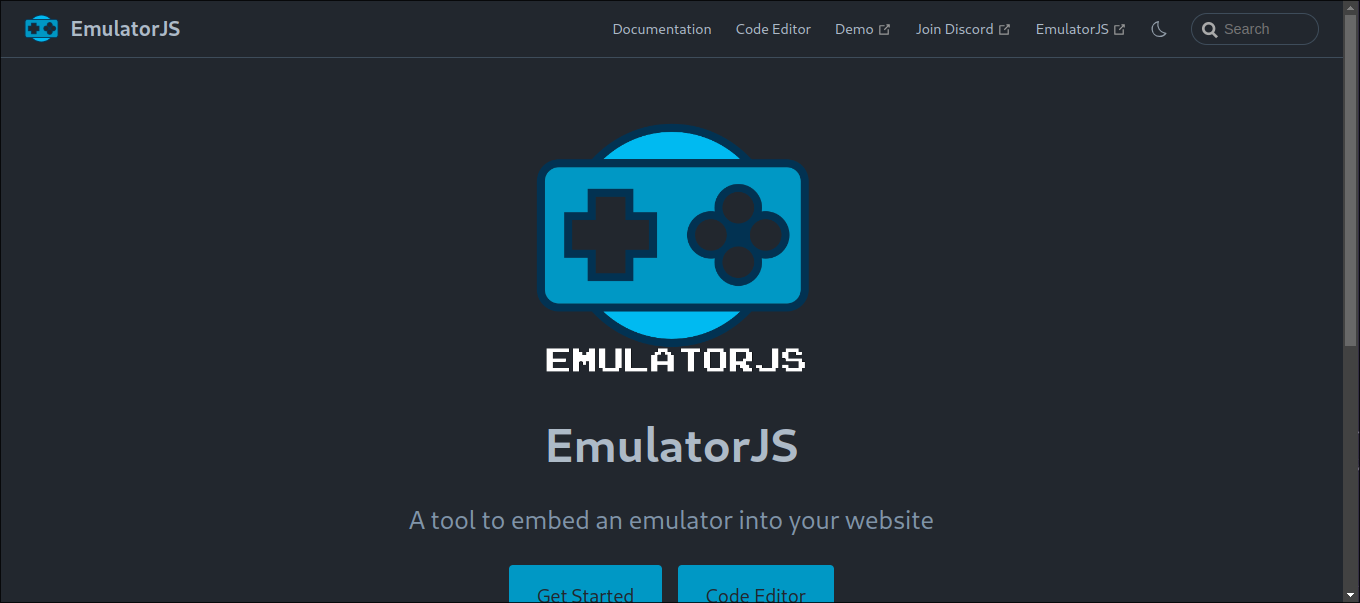 EmulatorJS
Documentation Code Editor Demo Join Discord EmulatorJS Search
EMULATORJS
EmulatorJS
A tool to embed an emulator into your website
Get Started Code Editor